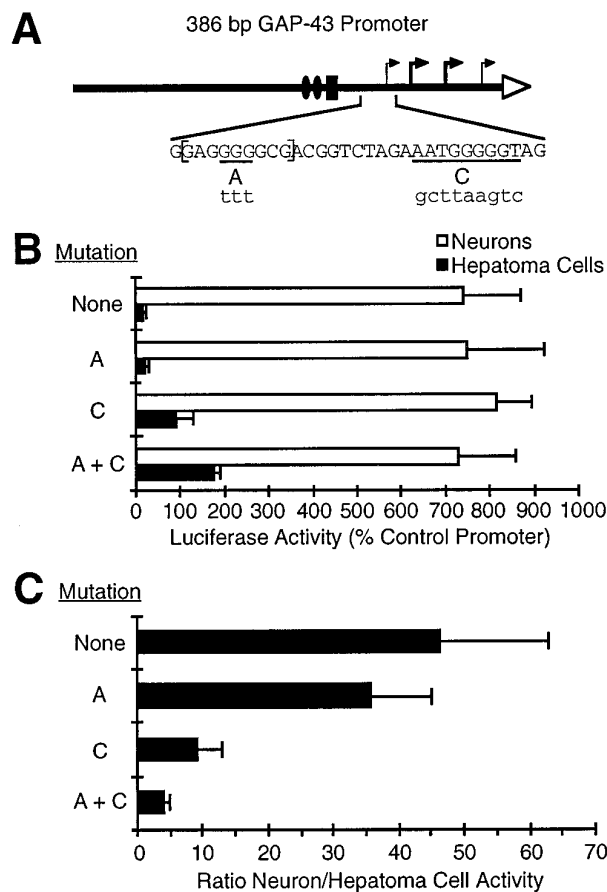 A
386 bp GAP-43 Promoter
G[GAGGGGGCG]ACGGTCTAGAAATGGGGGTAG
A C
ttt gcttaagtc
B Mutation
Neurons
Hepatoma Cells
None
A
C
A + C
0 100 200 300 400 500 600 700 800 900 1000
Luciferase Activity (% Control Promoter)
C Mutation
None
A
C
A + C
0 10 20 30 40 50 60 70
Ratio Neuron/Hepatoma Cell Activity